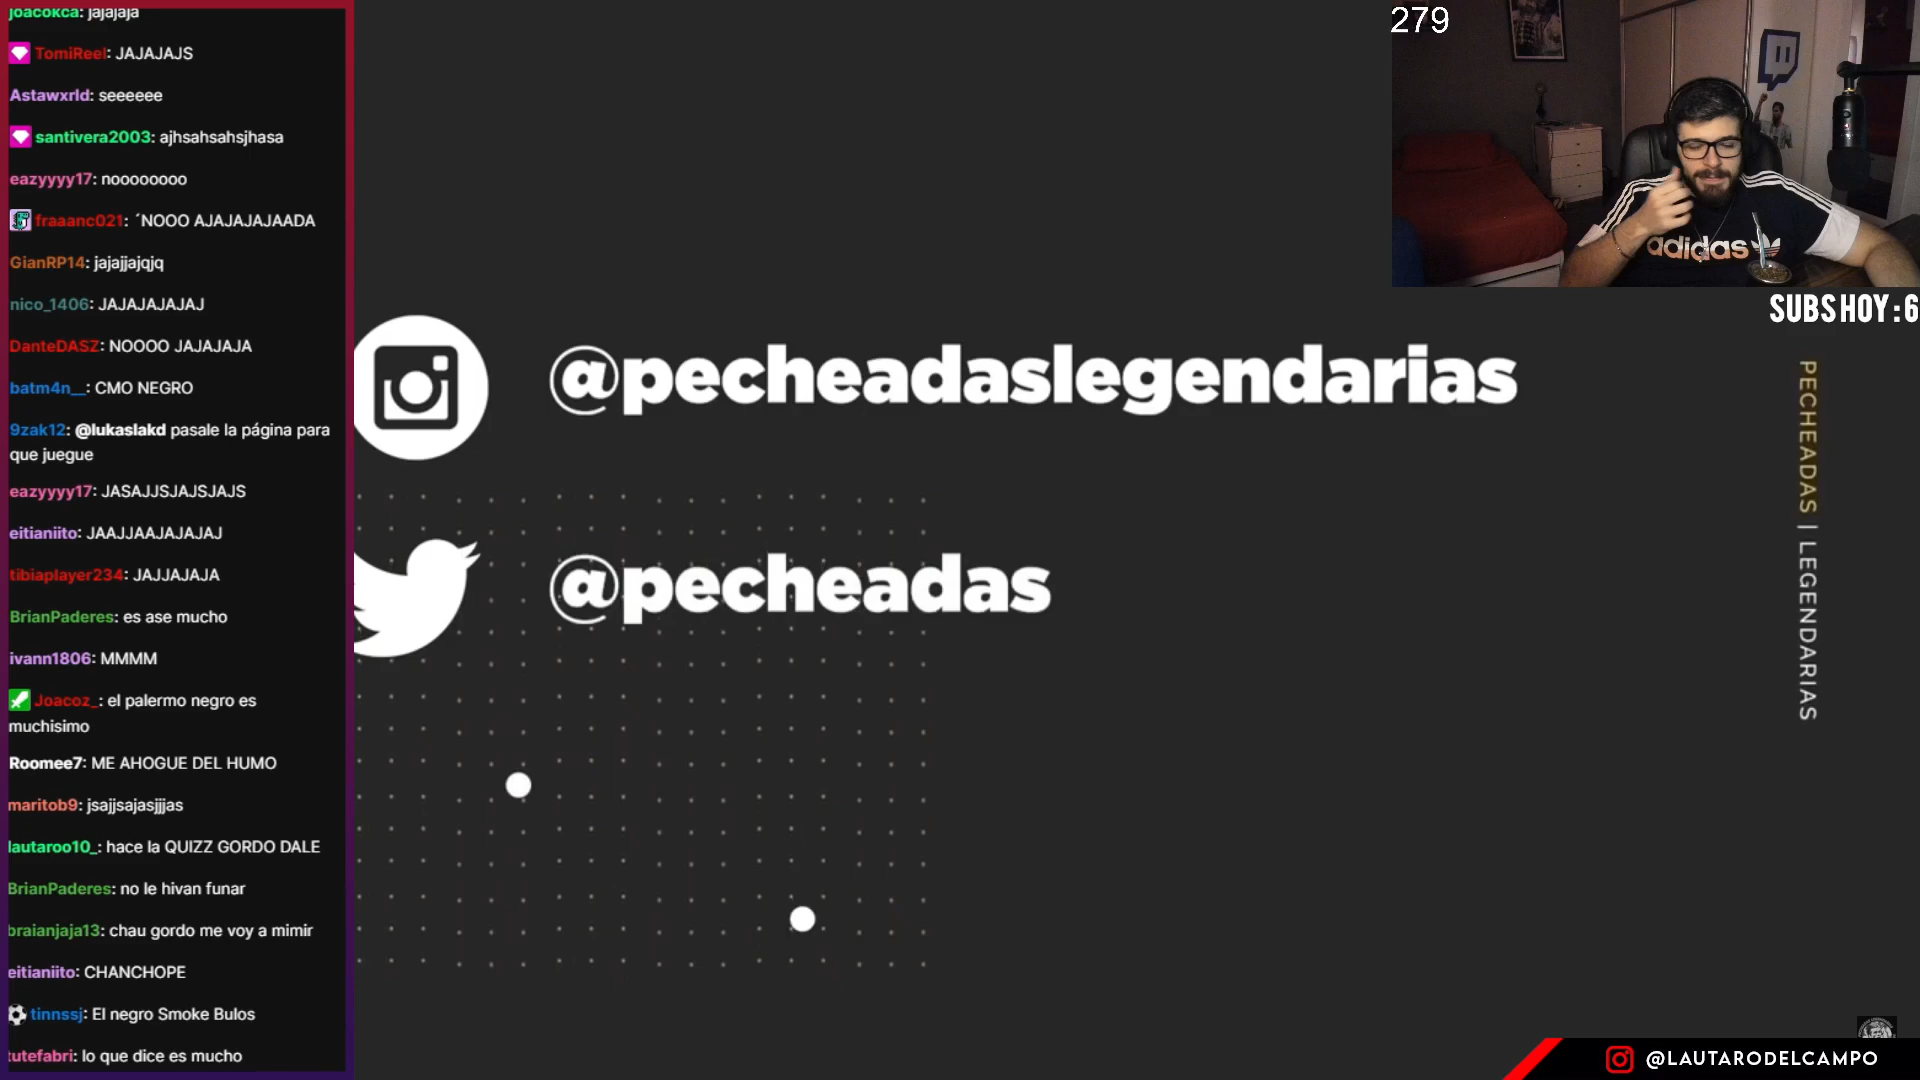 joacokca: jajajaja
TomiReel: JAJAJAJS
Astawxrld: seeeeee
santivera2003: ajhsahsahsjhasa
eazyyyy17: noooooooo
fraaanc021: ´NOOO AJAJAJAJAADA
GianRP14: jajajjajqjq
nico_1406: JAJAJAJAJAJ
DanteDASZ: NOOOO JAJAJAJA
batm4n__: CMO NEGRO
9zak12: @lukaslakd pasale la página para
que juegue
eazyyyy17: JASAJJSJAJSJAJS
eitianiito: JAAJJAAJAJAJAJ
tibiaplayer234: JAJJAJAJA
BrianPaderes: es ase mucho
ivann1806: MMMM
Joacoz_: el palermo negro es
muchisimo
Roomee7: ME AHOGUE DEL HUMO
maritob9: jsajjsajasjjjas
lautaroo10_: hace la QUIZZ GORDO DALE
BrianPaderes: no le hivan funar
braianjaja13: chau gordo me voy a mimir
eitianiito: CHANCHOPE
tinnssj: El negro Smoke Bulos
tutefabri: lo que dice es mucho
@pecheadaslegendarias
@pecheadas
279
adidas
SUBS HOY: 6
PECHEADAS | LEGENDARIAS
@LAUTARODELCAMPO